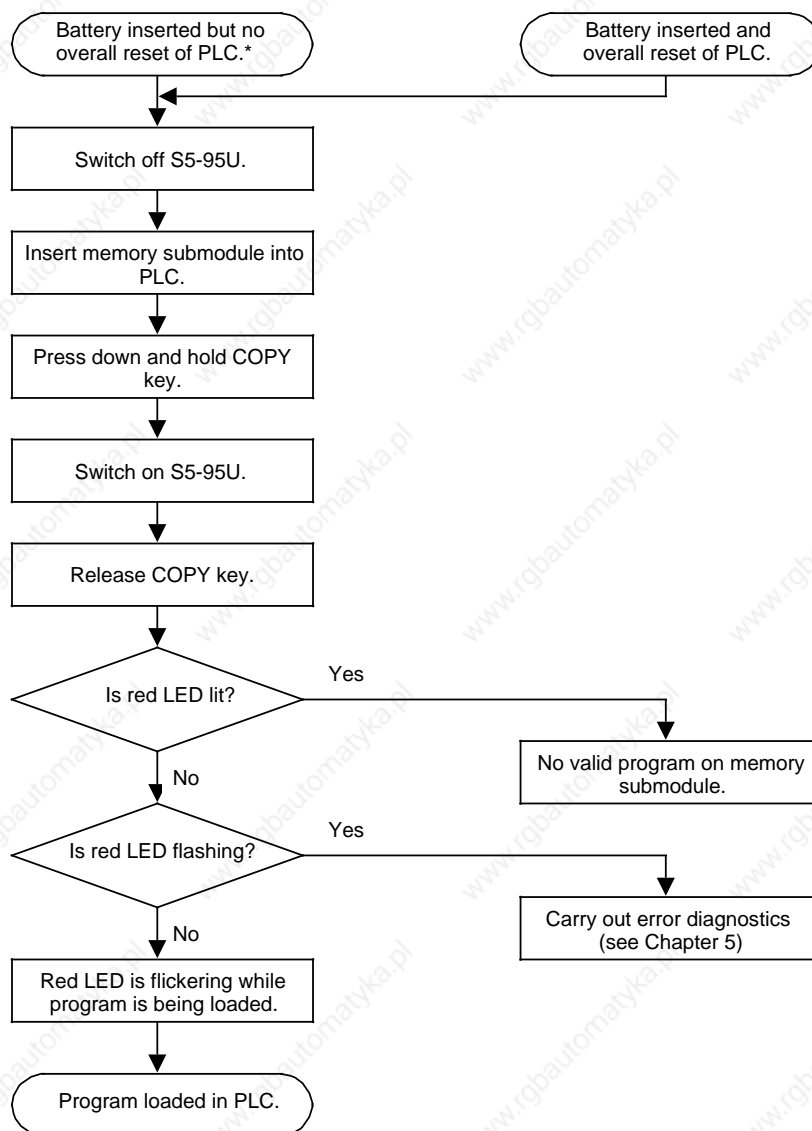 Battery inserted but no
overall reset of PLC.*
Battery inserted and
overall reset of PLC.
Switch off S5-95U.
Insert memory submodule into
PLC.
Press down and hold COPY
key.
Switch on S5-95U.
Release COPY key.
Is red LED lit?
Yes
No valid program on memory
submodule.
No
Is red LED flashing?
Yes
Carry out error diagnostics
(see Chapter 5)
No
Red LED is flickering while
program is being loaded.
Program loaded in PLC.
www.rgbautomatyka.pl